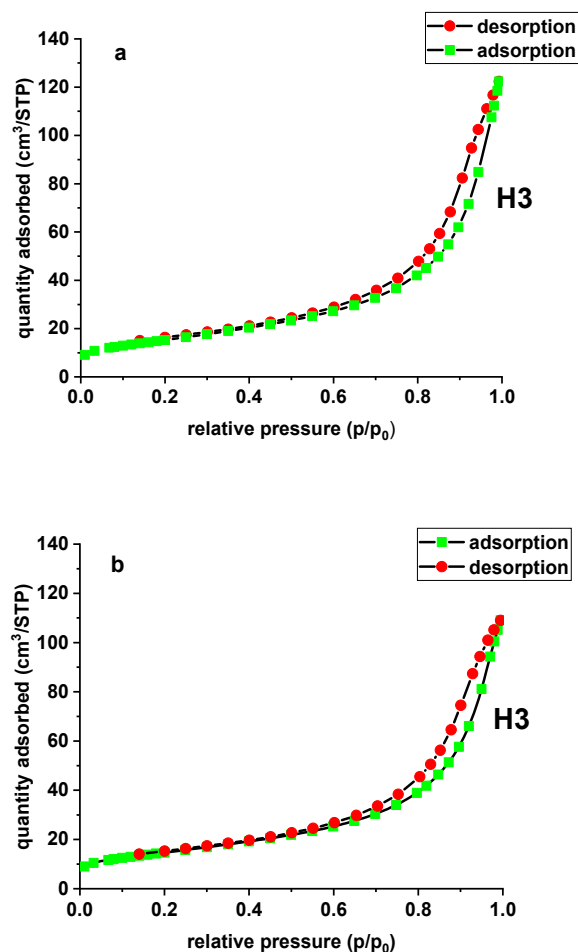 a
desorption
adsorption
140
120
100
80
60
40
20
0
quantity adsorbed (cm³/STP)
H3
0.0 0.2 0.4 0.6 0.8 1.0
relative pressure (p/p₀)
b
adsorption
desorption
140
120
100
80
60
40
20
0
quantity adsorbed (cm³/STP)
H3
0.0 0.2 0.4 0.6 0.8 1.0
relative pressure (p/p₀)